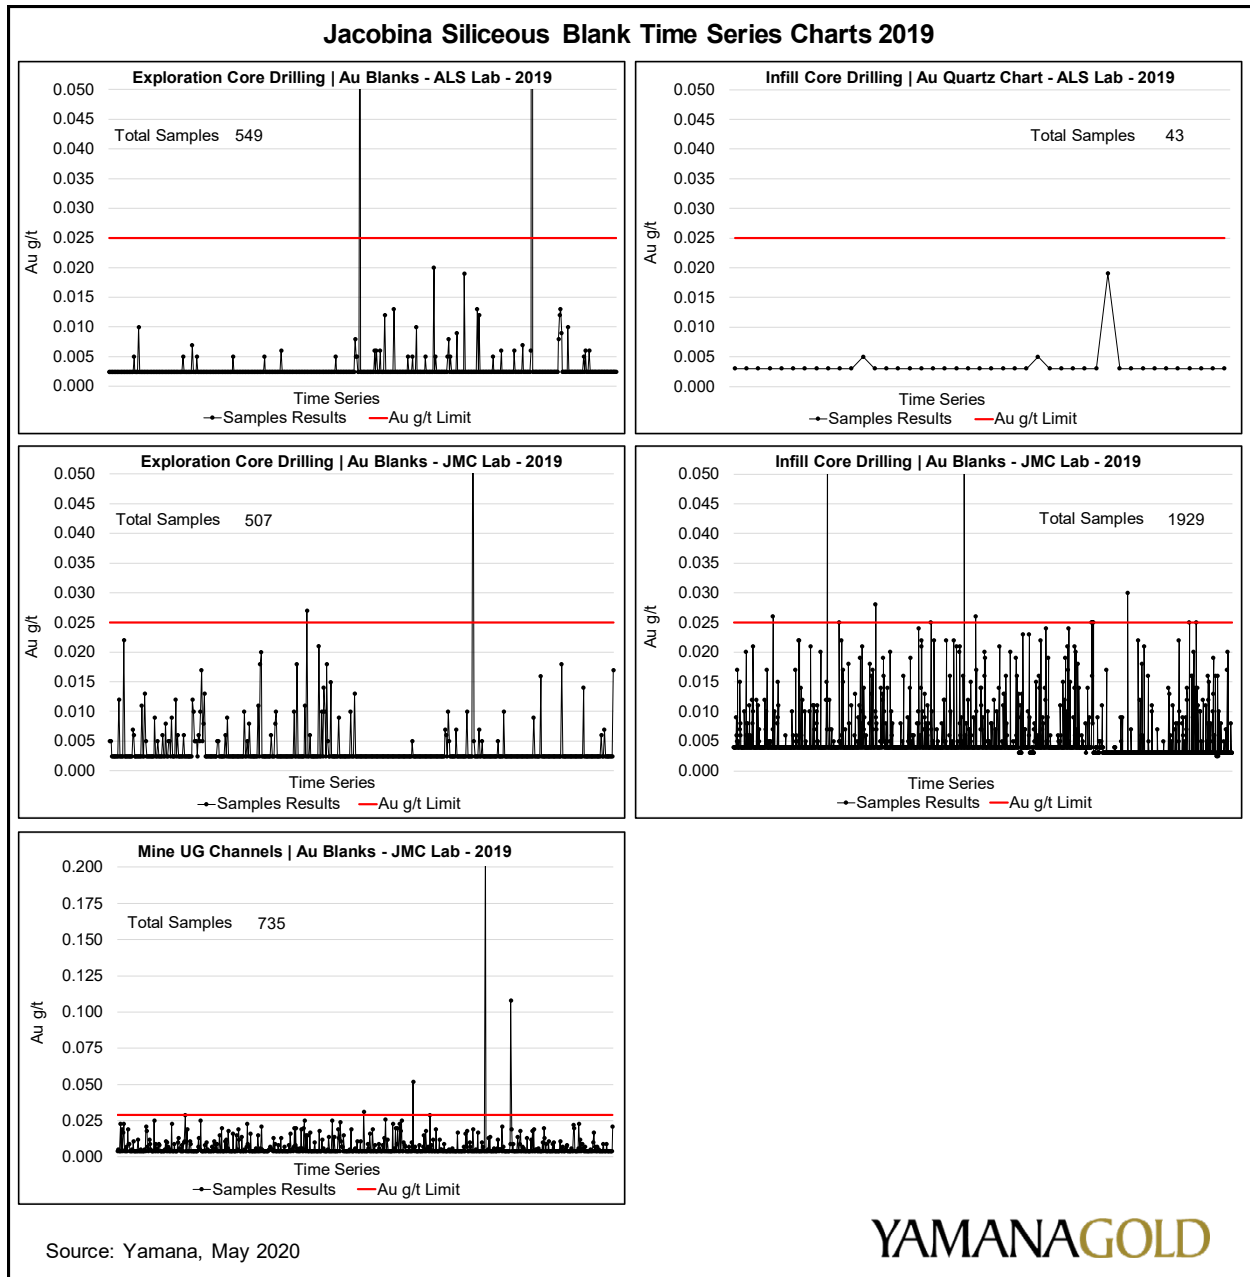 Jacobina Siliceous Blank Time Series Charts 2019
Exploration Core Drilling | Au Blanks - ALS Lab - 2019
Total Samples 549
0.050
0.045
0.040
0.035
0.030
0.025
0.020
0.015
0.010
0.005
0.000
Au g/t
Time Series
Samples Results Au g/t Limit
Infill Core Drilling | Au Quartz Chart - ALS Lab - 2019
Total Samples 43
0.050
0.045
0.040
0.035
0.030
0.025
0.020
0.015
0.010
0.005
0.000
Au g/t
Time Series
Samples Results Au g/t Limit
Exploration Core Drilling | Au Blanks - JMC Lab - 2019
Total Samples 507
0.050
0.045
0.040
0.035
0.030
0.025
0.020
0.015
0.010
0.005
0.000
Au g/t
Time Series
Samples Results Au g/t Limit
Infill Core Drilling | Au Blanks - JMC Lab - 2019
Total Samples 1929
0.050
0.045
0.040
0.035
0.030
0.025
0.020
0.015
0.010
0.005
0.000
Au g/t
Time Series
Samples Results Au g/t Limit
Mine UG Channels | Au Blanks - JMC Lab - 2019
Total Samples 735
0.200
0.175
0.150
0.125
0.100
0.075
0.050
0.025
0.000
Au g/t
Time Series
Samples Results Au g/t Limit
Source: Yamana, May 2020
YAMANAGOLD